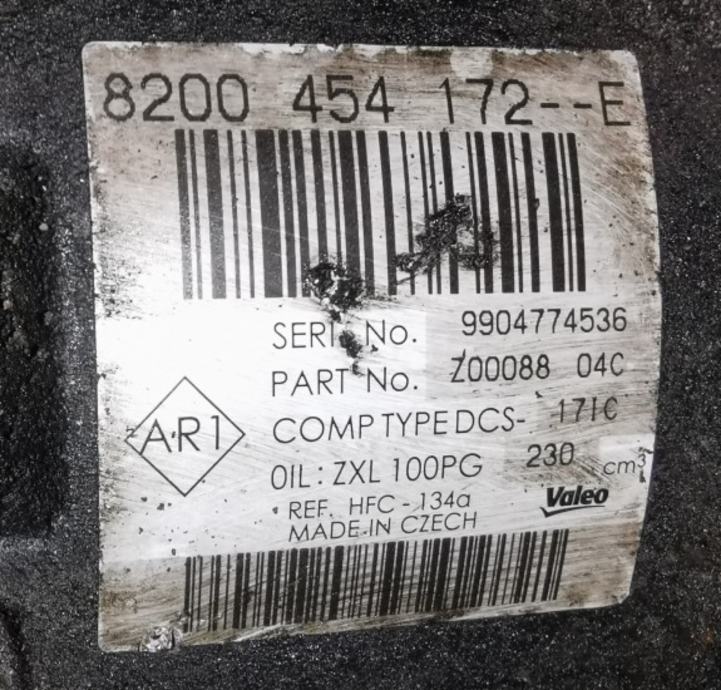 8200 454 172--E
SERI No. 9904774536
PART No. Z00088 04C
COMP TYPE DCS- 171C
A·R1
OIL : ZXL 100PG 230 cm³
Valeo
REF. HFC - 134a
MADE IN CZECH